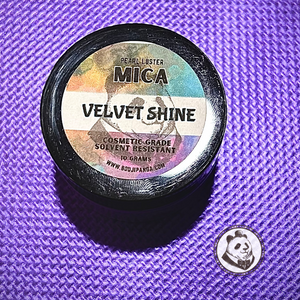 PEARL LUSTER
MICA
VELVET SHINE
COSMETIC GRADE
SOLVENT RESISTANT
10 GRAMS
WWW.BOUJIPANDA.COM